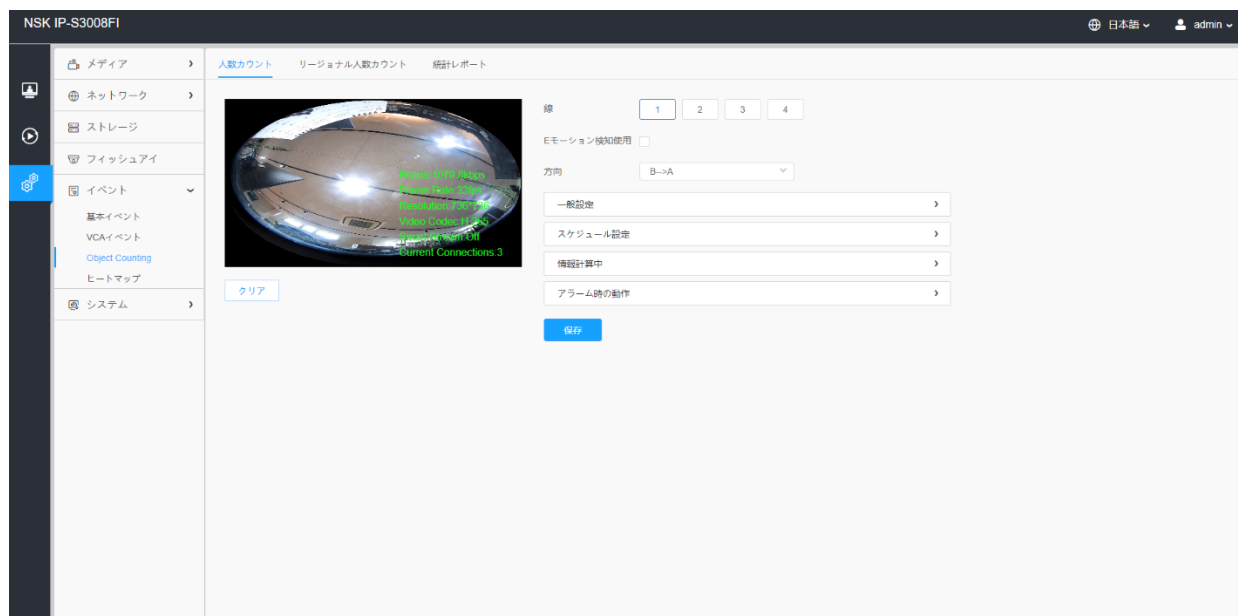 NSK IP-S3008FI
日本語
admin
メディア
ネットワーク
ストレージ
フィッシュアイ
イベント
基本イベント
VCAイベント
Object Counting
ヒートマップ
システム
人数カウント リージョナル人数カウント 統計レポート
Frame Rate:
Resolution:
Video Codec:H.265
Off
Current Connections:3
クリア
線 1 2 3 4
Eモーション検知使用
方向 B-->A
一般設定
スケジュール設定
情報計算中
アラーム時の動作
保存